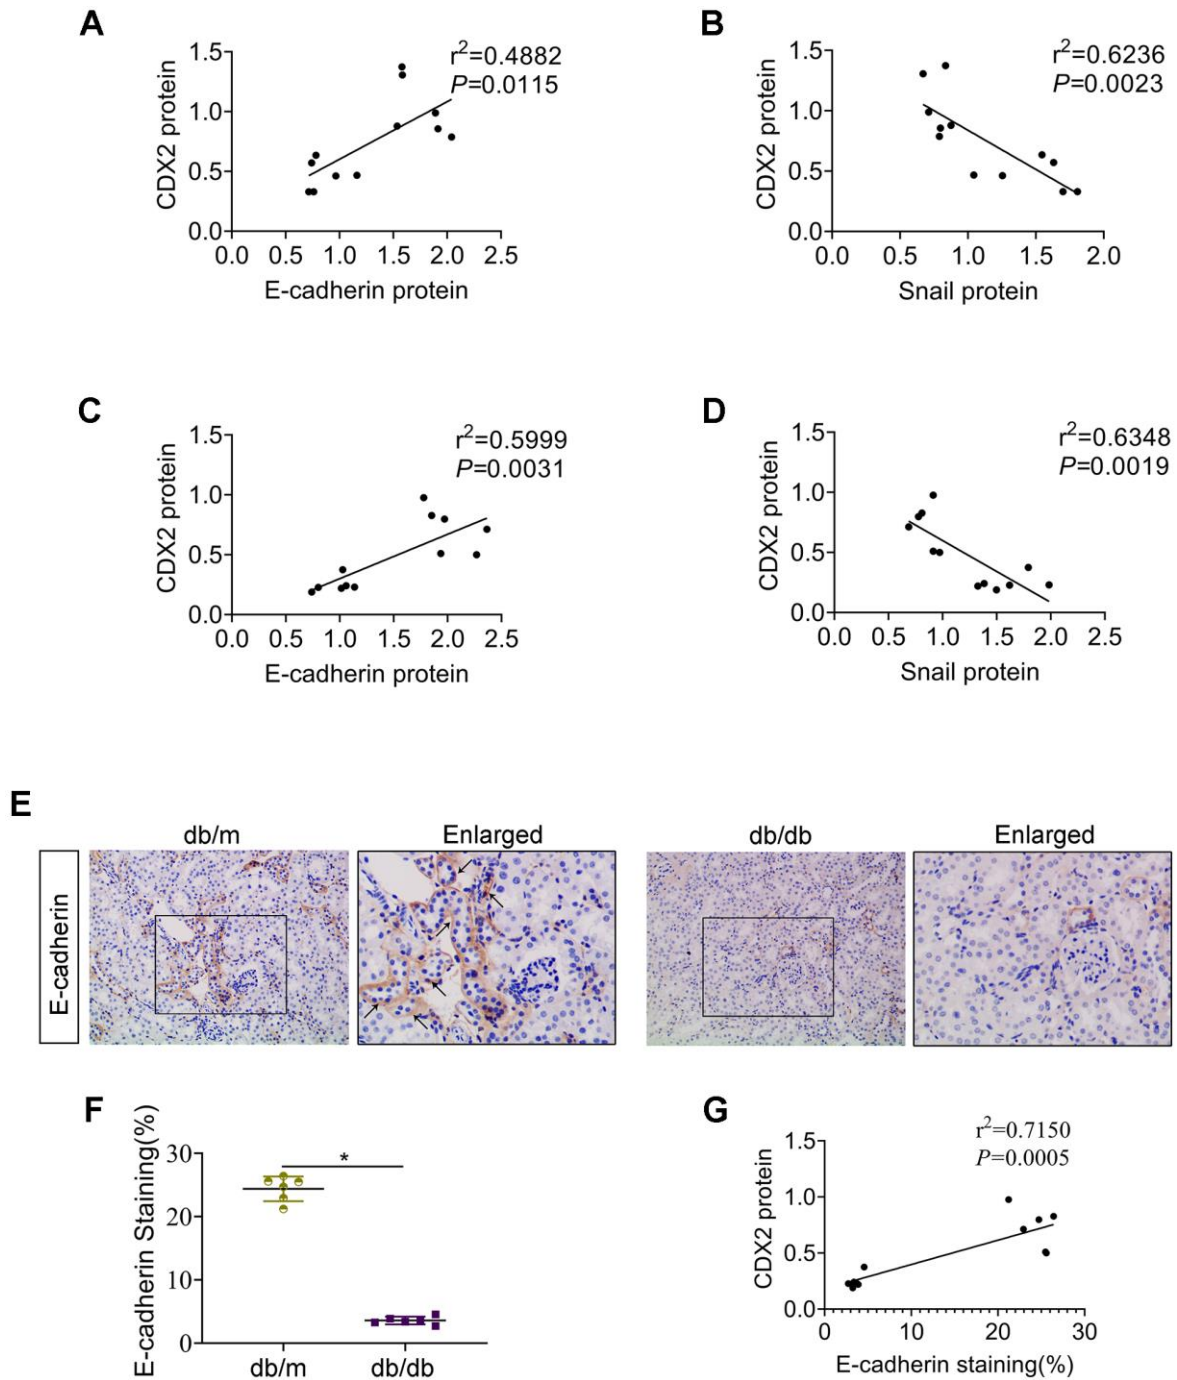 A
r²=0.4882
P=0.0115
CDX2 protein
1.5
1.0
0.5
0.0
0.0 0.5 1.0 1.5 2.0 2.5
E-cadherin protein
B
r²=0.6236
P=0.0023
CDX2 protein
1.5
1.0
0.5
0.0
0.0 0.5 1.0 1.5 2.0
Snail protein
C
r²=0.5999
P=0.0031
CDX2 protein
1.5
1.0
0.5
0.0
0.0 0.5 1.0 1.5 2.0 2.5
E-cadherin protein
D
r²=0.6348
P=0.0019
CDX2 protein
1.5
1.0
0.5
0.0
0.0 0.5 1.0 1.5 2.0 2.5
Snail protein
E
db/m Enlarged db/db Enlarged
E-cadherin
F
E-cadherin Staining(%)
30
20
10
0
*
db/m db/db
G
r²=0.7150
P=0.0005
CDX2 protein
1.5
1.0
0.5
0.0
0 10 20 30
E-cadherin staining(%)